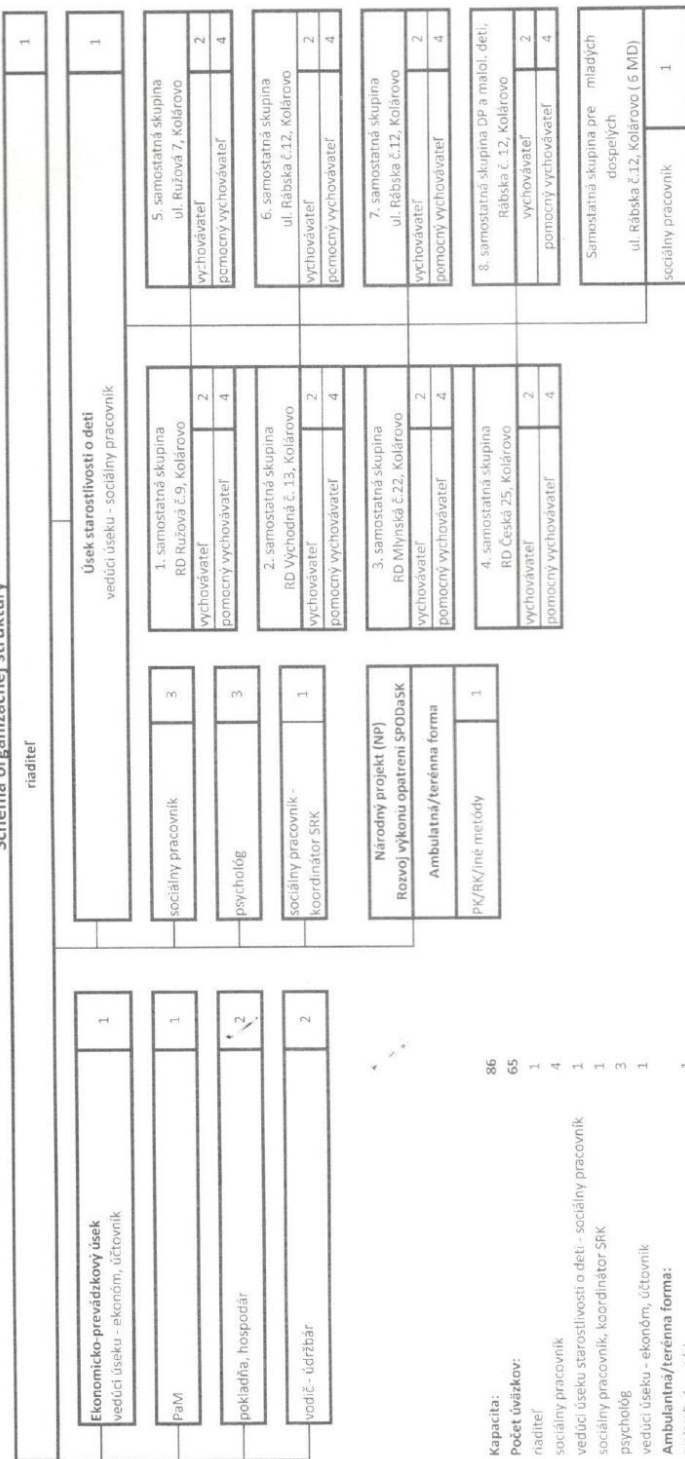 riaditeľ 1
Ekonomicko-prevádzkový úsek
vedúci úseku - ekonóm, účtovník 1
PaM 1
pokladňa, hospodár 2
vodič - údržbár 2
Úsek starostlivosti o deti
vedúci úseku - sociálny pracovník 1
sociálny pracovník 3
psychológ 3
sociálny pracovník -
koordinátor SRK 1
Národný projekt (NP)
Rozvoj výkonu opatrení SPODaSK
Ambulatná/terénna forma
PK/RK/iné metódy 1
1. samostatná skupina
RD Ružová č.9, Kolárovo
vychovávateľ 2
pomocný vychovávateľ 4
2. samostatná skupina
RD Východná č. 13, Kolárovo
vychovávateľ 2
pomocný vychovávateľ 4
3. samostatná skupina
RD Mlynská č.22, Kolárovo
vychovávateľ 2
pomocný vychovávateľ 4
4. samostatná skupina
RD Česká 25, Kolárovo
vychovávateľ 2
pomocný vychovávateľ 4
5. samostatná skupina
ul. Ružová 7, Kolárovo
vychovávateľ 2
pomocný vychovávateľ 4
6. samostatná skupina
ul. Rábska č.12, Kolárovo
vychovávateľ 2
pomocný vychovávateľ 4
7. samostatná skupina
ul. Rábska č.12, Kolárovo
vychovávateľ 2
pomocný vychovávateľ 4
8. samostatná skupina DP a malol. deti,
Rábska č. 12, Kolárovo
vychovávateľ 2
pomocný vychovávateľ 4
Samostatná skupina pre mladých
dospelých
ul. Rábska č.12, Kolárovo ( 6 MD)
sociálny pracovník 1
Kapacita: 86
Počet úväzkov: 65
riaditeľ 1
sociálny pracovník 4
vedúci úseku starostlivosti o deti - sociálny pracovník 1
sociálny pracovník, koordinátor SRK 1
psychológ 3
vedúci úseku - ekonóm, účtovník 1
Ambulantná/terénna forma:
1